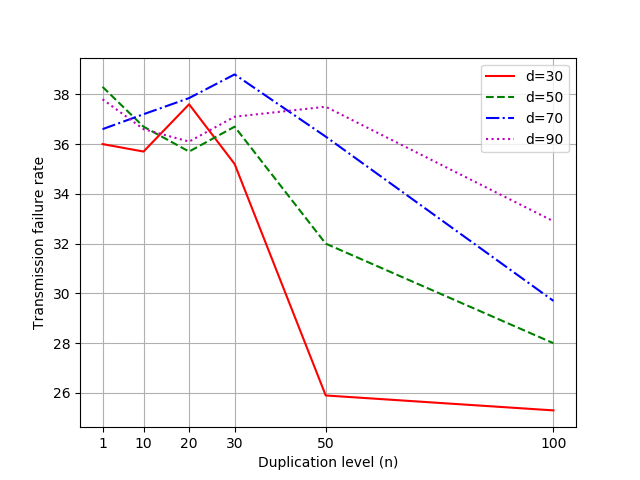 38
36
34
32
30
28
26
Transmission failure rate
1 10 20 30 50 100
Duplication level (n)
d=30
d=50
d=70
d=90